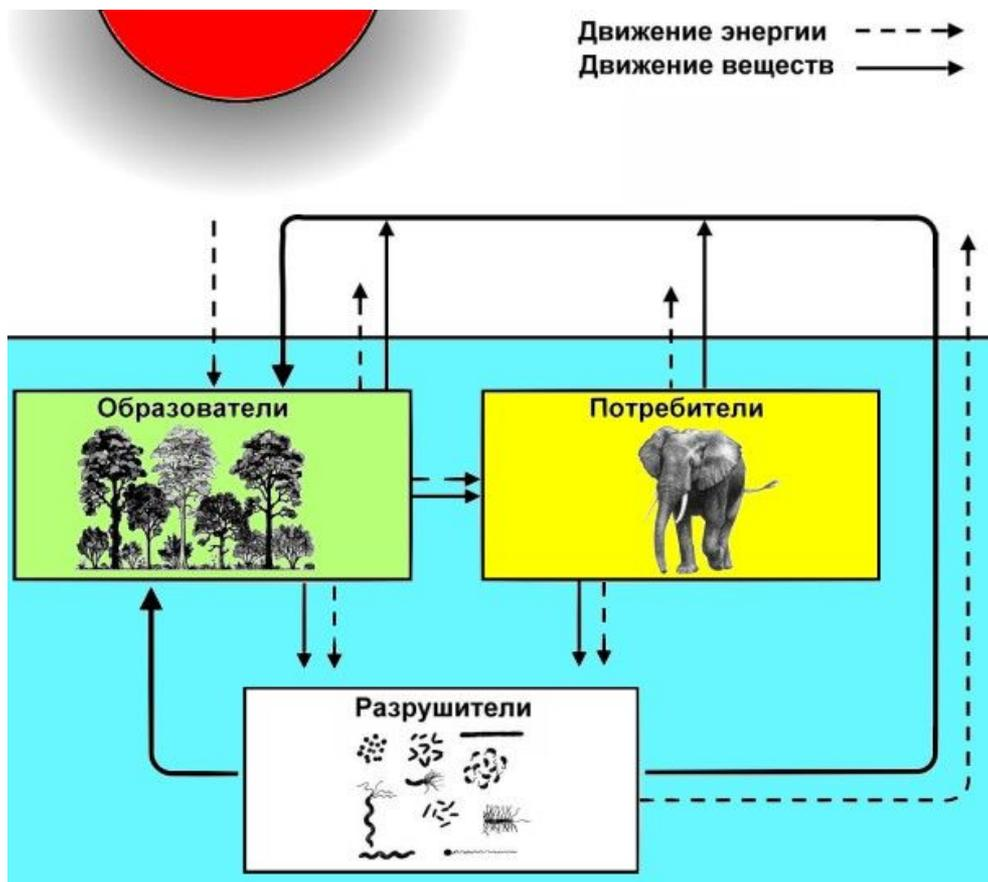 Движение энергии
Движение веществ
Образователи
Потребители
Разрушители